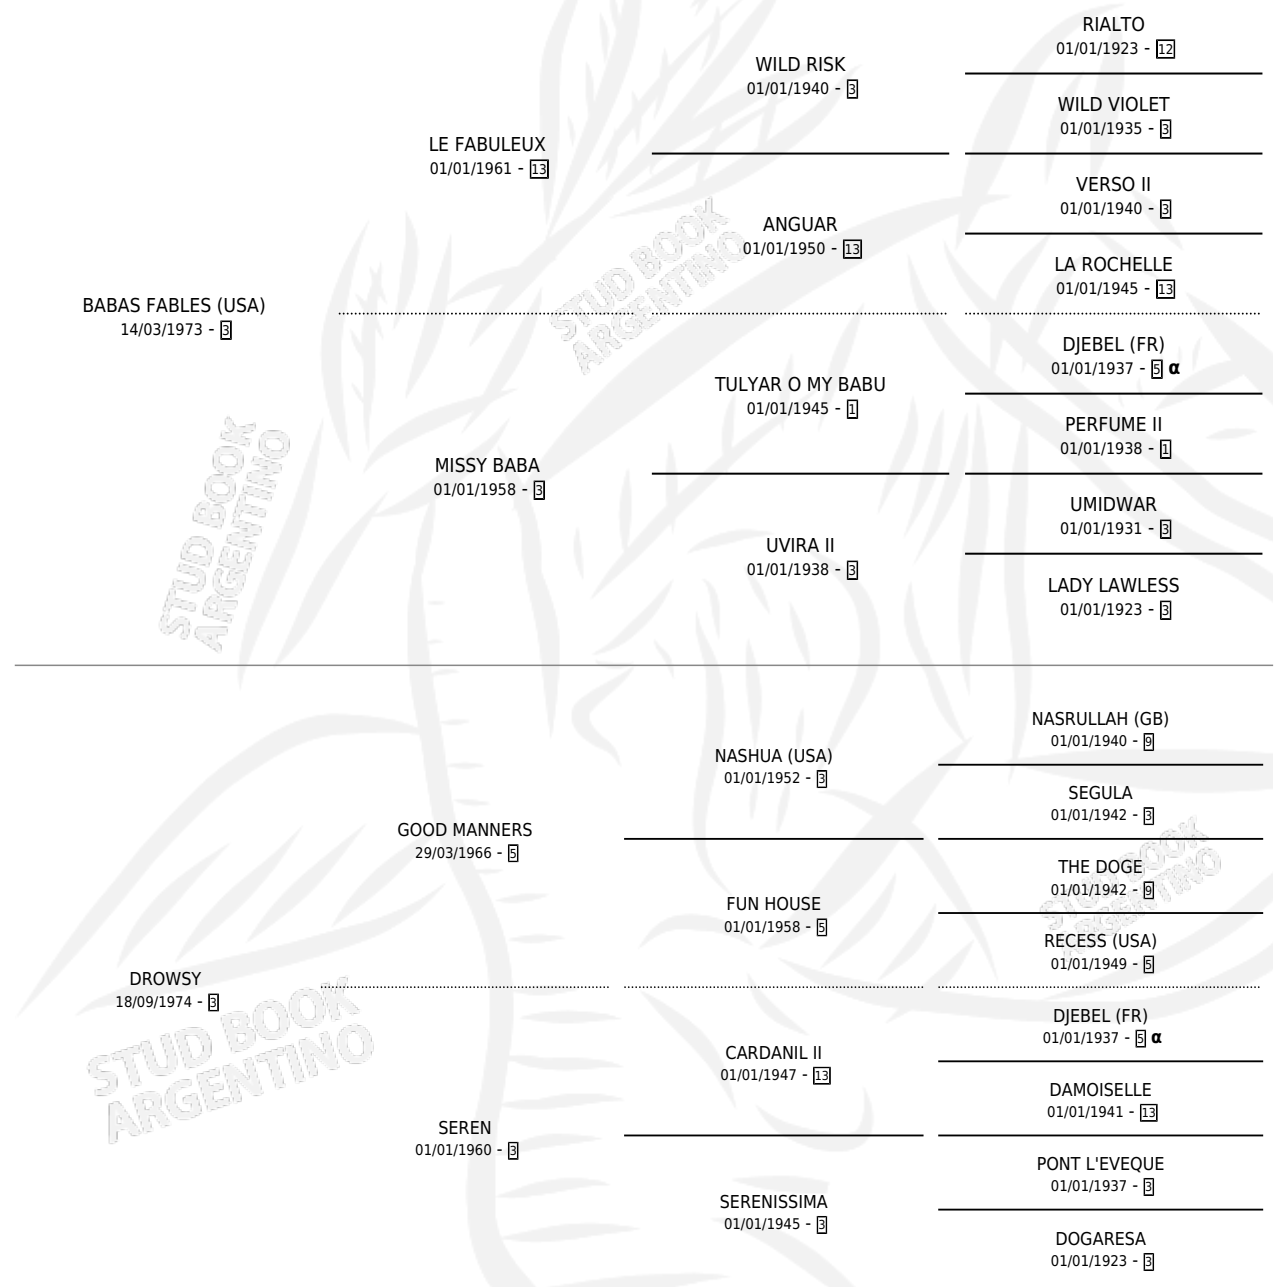 RIALTO
01/01/1923 - 12
WILD RISK
01/01/1940 - 3
WILD VIOLET
01/01/1935 - 3
LE FABULEUX
01/01/1961 - 13
VERSO II
01/01/1940 - 3
ANGUAR
01/01/1950 - 13
LA ROCHELLE
01/01/1945 - 13
STUD BOOK
ARGENTINO
BABAS FABLES (USA)
14/03/1973 - 3
DJEBEL (FR)
01/01/1937 - 5 α
TULYAR O MY BABU
01/01/1945 - 1
PERFUME II
01/01/1938 - 1
MISSY BABA
01/01/1958 - 3
UMIDWAR
01/01/1931 - 3
UVIRA II
01/01/1938 - 3
LADY LAWLESS
01/01/1923 - 3
STUD BOOK
ARGENTINO
NASRULLAH (GB)
01/01/1940 - 9
NASHUA (USA)
01/01/1952 - 3
SEGULA
01/01/1942 - 3
GOOD MANNERS
29/03/1966 - 5
THE DOGE
01/01/1942 - 9
FUN HOUSE
01/01/1958 - 5
RECESS (USA)
01/01/1949 - 5
STUD BOOK
ARGENTINO
DROWSY
18/09/1974 - 3
DJEBEL (FR)
01/01/1937 - 5 α
CARDANIL II
01/01/1947 - 13
DAMOISELLE
01/01/1941 - 13
STUD BOOK
ARGENTINO
SEREN
01/01/1960 - 3
PONT L'EVEQUE
01/01/1937 - 3
SERENISSIMA
01/01/1945 - 3
DOGARESA
01/01/1923 - 3